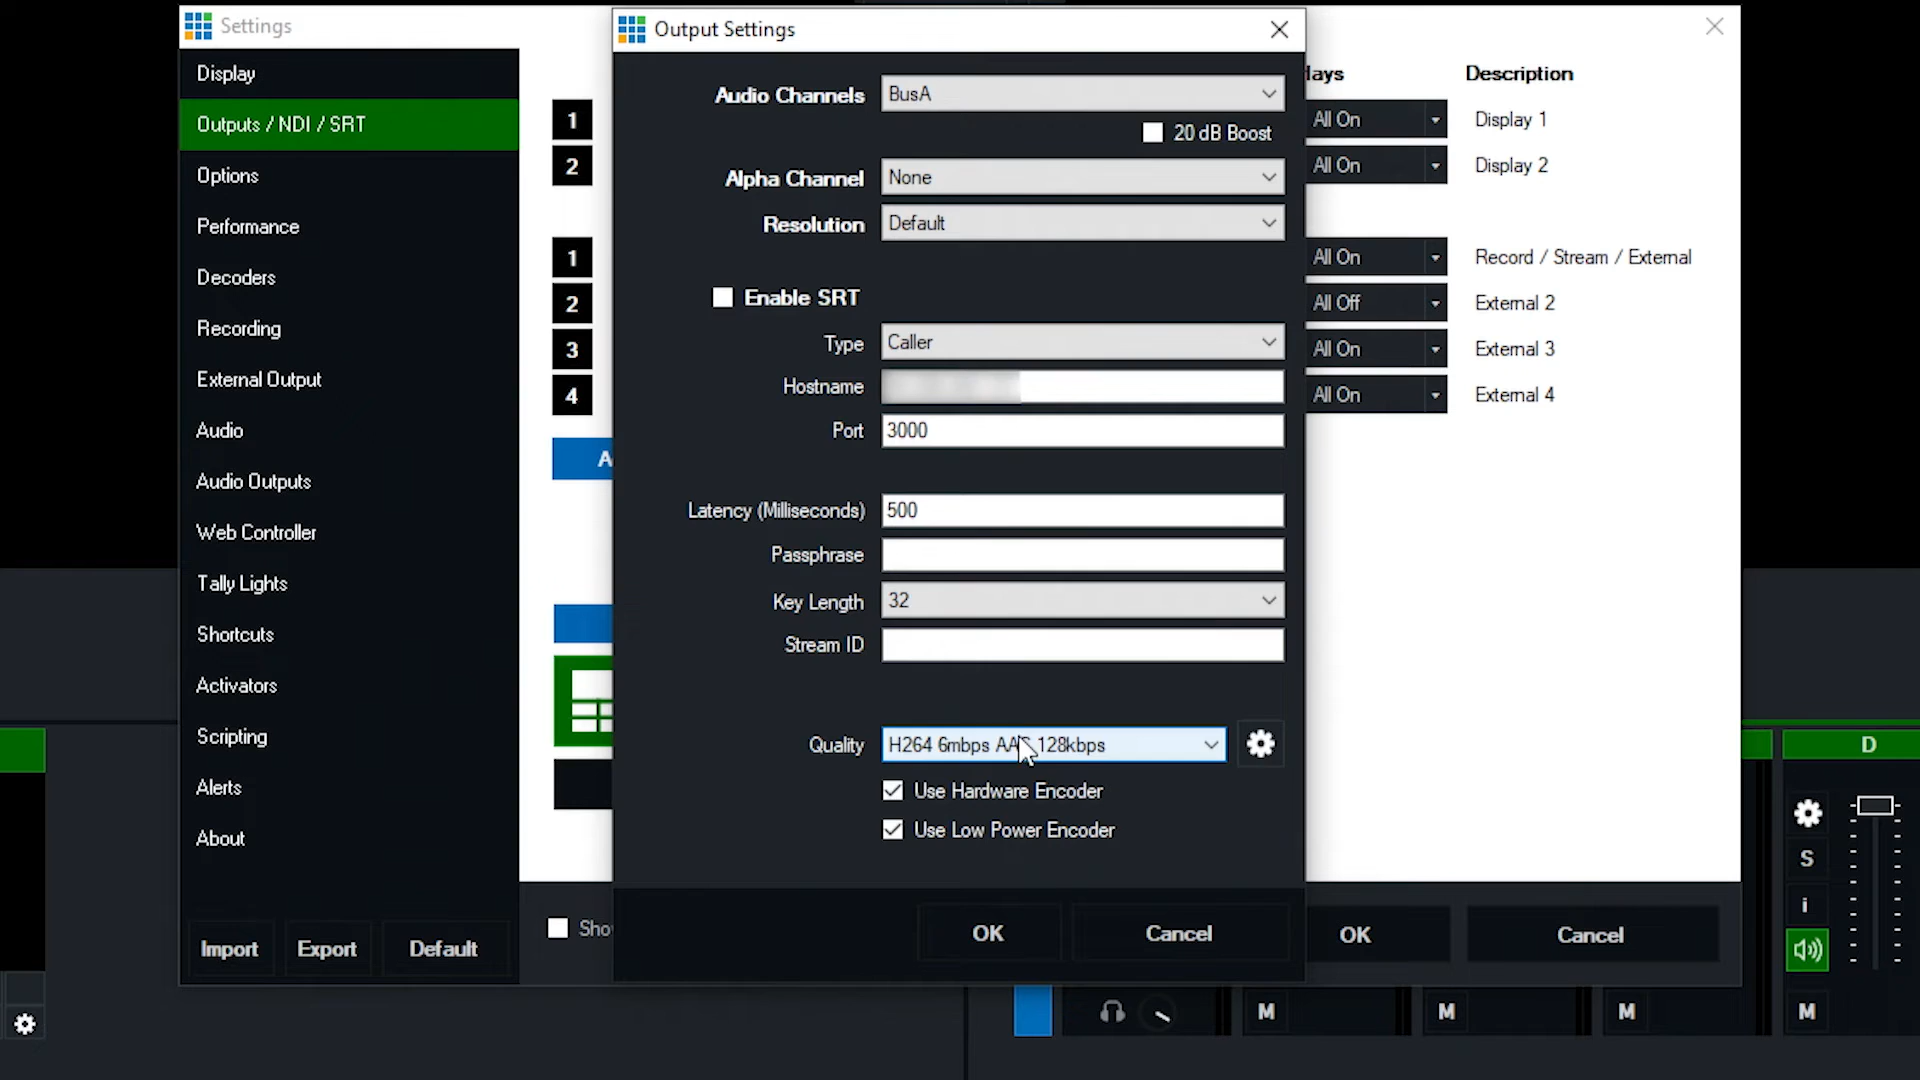 Settings
Display
Outputs / NDI / SRT
Options
Performance
Decoders
Recording
External Output
Audio
Audio Outputs
Web Controller
Tally Lights
Shortcuts
Activators
Scripting
Alerts
About
Import Export Default
1
2
1
2
3
4
Output Settings
Audio Channels BusA
20 dB Boost
Alpha Channel None
Resolution Default
Enable SRT
Type Caller
Hostname
Port 3000
Latency (Milliseconds) 500
Passphrase
Key Length 32
Stream ID
Quality H264 6mbps AAC 128kbps
Use Hardware Encoder
Use Low Power Encoder
OK Cancel
Description
All On Display 1
All On Display 2
All On Record / Stream / External
All Off External 2
All On External 3
All On External 4
OK Cancel
D
S
i
M M M M